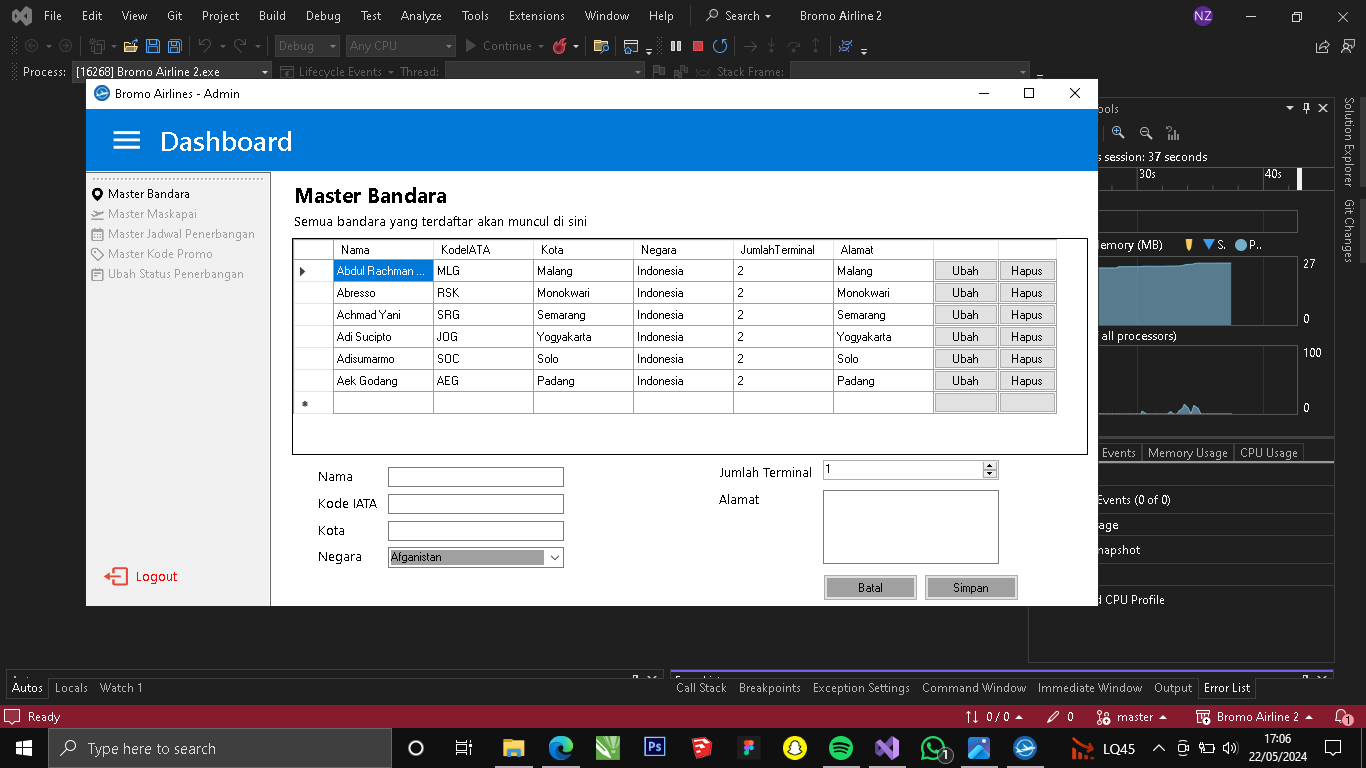 File Edit View Git Project Build Debug Test Analyze Tools Extensions Window Help Search Bromo Airline 2 NZ
Debug Any CPU Continue
Process: [16268] Bromo Airline 2.exe Lifecycle Events Thread: Stack Frame:
Bromo Airlines - Admin
Dashboard
Master Bandara
Master Maskapai
Master Jadwal Penerbangan
Master Kode Promo
Ubah Status Penerbangan
Logout
Master Bandara
Semua bandara yang terdaftar akan muncul di sini
Nama KodeIATA Kota Negara JumlahTerminal Alamat
Abdul Rachman ... MLG Malang Indonesia 2 Malang Ubah Hapus
Abresso RSK Monokwari Indonesia 2 Monokwari Ubah Hapus
Achmad Yani SRG Semarang Indonesia 2 Semarang Ubah Hapus
Adi Sucipto JOG Yogyakarta Indonesia 2 Yogyakarta Ubah Hapus
Adisumarmo SOC Solo Indonesia 2 Solo Ubah Hapus
Aek Godang AEG Padang Indonesia 2 Padang Ubah Hapus
Nama
Kode IATA
Kota
Negara Afganistan
Jumlah Terminal 1
Alamat
Batal Simpan
session: 37 seconds
30s 40s
(MB) S. P..
27
0
all processors)
100
0
Events Memory Usage CPU Usage
Events (0 of 0)
CPU Profile
Solution Explorer
Git Changes
Autos Locals Watch 1
Call Stack Breakpoints Exception Settings Command Window Immediate Window Output Error List
Ready 0 / 0 0 master Bromo Airline 2 1
Type here to search Ps 1 LQ45 17:06
22/05/2024